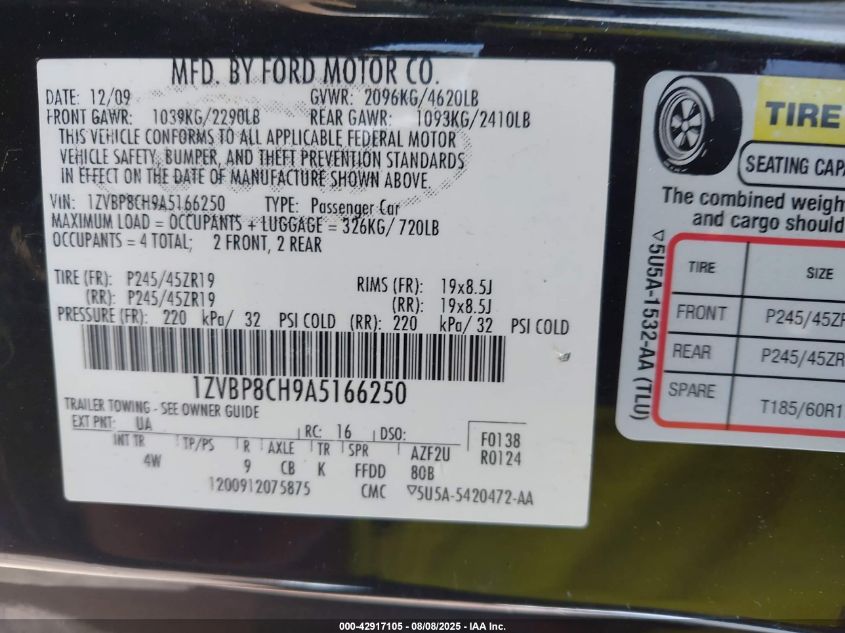 MFD. BY FORD MOTOR CO.
DATE: 12/09 GVWR: 2096KG/4620LB
FRONT GAWR: 1039KG/2290LB REAR GAWR: 1093KG/2410LB
THIS VEHICLE CONFORMS TO ALL APPLICABLE FEDERAL MOTOR
VEHICLE SAFETY, BUMPER, AND THEFT PREVENTION STANDARDS
IN EFFECT ON THE DATE OF MANUFACTURE SHOWN ABOVE.
VIN: 1ZVBP8CH9A5166250 TYPE: Passenger Car
MAXIMUM LOAD = OCCUPANTS + LUGGAGE = 326KG/ 720LB
OCCUPANTS = 4 TOTAL; 2 FRONT, 2 REAR
TIRE (FR): P245/45ZR19 RIMS (FR): 19x8.5J
(RR): P245/45ZR19 (RR): 19x8.5J
PRESSURE (FR): 220 kPa/ 32 PSI COLD (RR): 220 kPa/ 32 PSI COLD
1ZVBP8CH9A5166250
TRAILER TOWING - SEE OWNER GUIDE
EXT PNT: UA RC: 16 DSO: F0138
INT TR TP/PS R AXLE TR SPR AZF2U R0124
4W 9 CB K FFDD 80B
1200912075875 CMC ▽5U5A-5420472-AA
TIRE
SEATING CAPA
The combined weight
and cargo should
▽5U5A-1532-AA (TLU)
TIRE SIZE
FRONT P245/45ZR
REAR P245/45ZR
SPARE T185/60R1
000-42917105 - 08/08/2025 - IAA Inc.